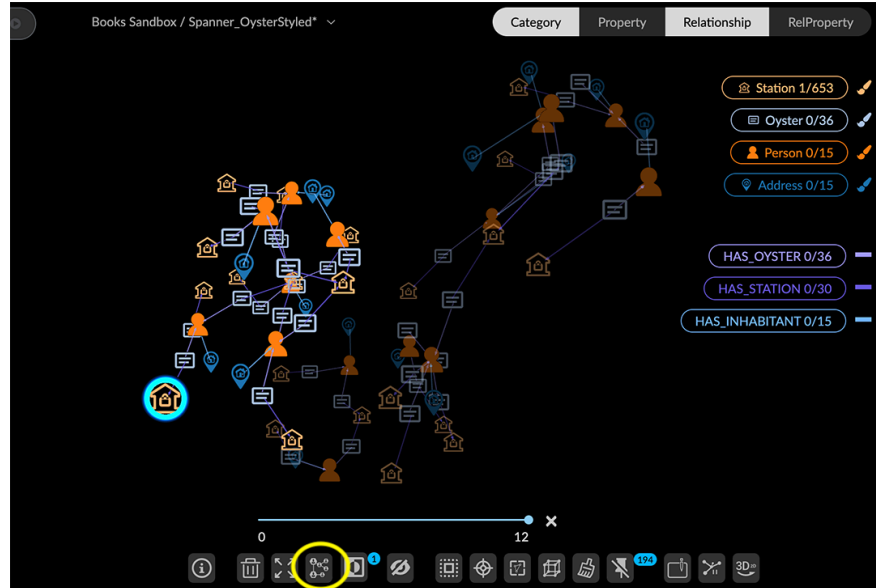 Books Sandbox / Spanner_OysterStyled*
Category Property Relationship RelProperty
Station 1/653
Oyster 0/36
Person 0/15
Address 0/15
HAS_OYSTER 0/36
HAS_STATION 0/30
HAS_INHABITANT 0/15
0 12
1 194 3D